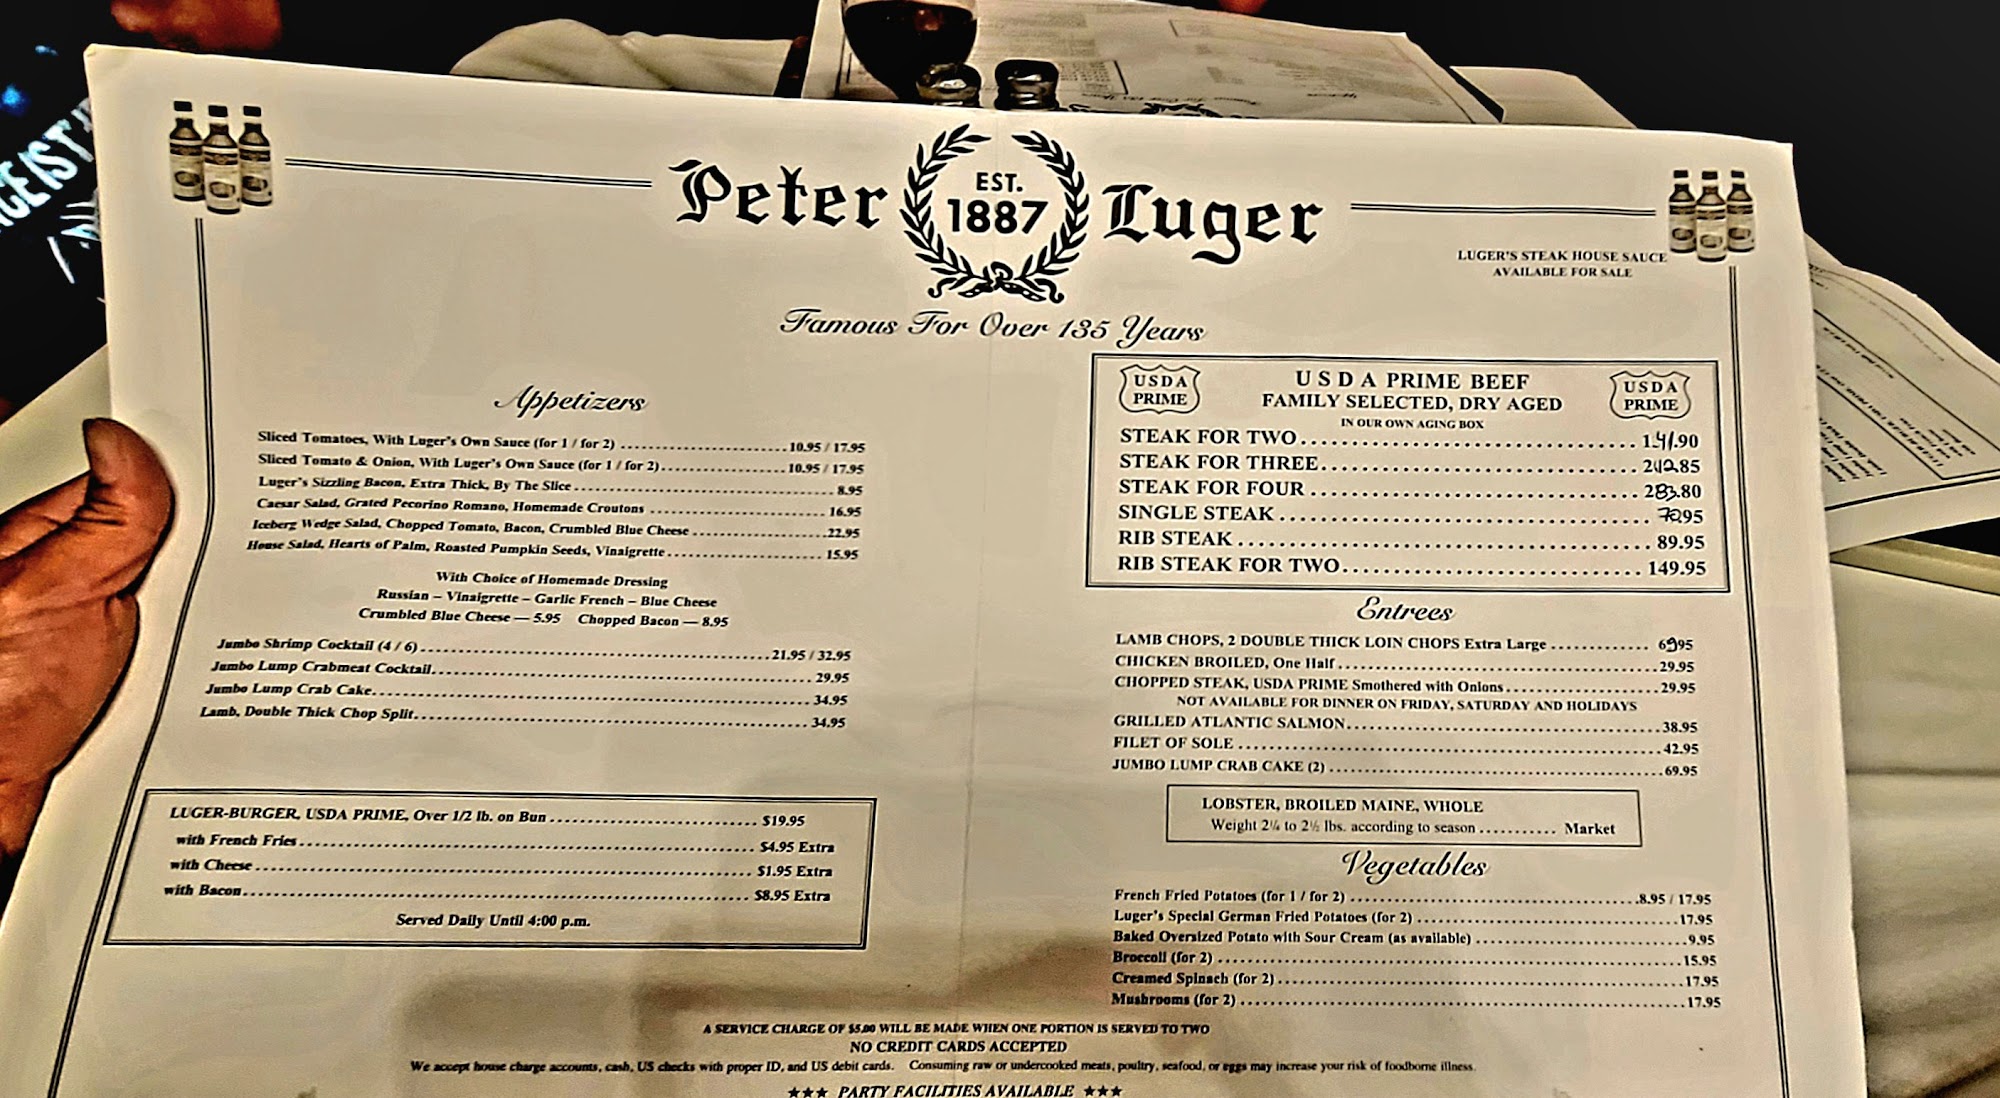 Peter EST. 1887 Luger
LUGER'S STEAK HOUSE SAUCE
AVAILABLE FOR SALE
Famous For Over 135 Years
Appetizers
Sliced Tomatoes, With Luger's Own Sauce (for 1 / for 2) ........ 10.95 / 17.95
Sliced Tomato & Onion, With Luger's Own Sauce (for 1 / for 2) ........ 10.95 / 17.95
Luger's Sizzling Bacon, Extra Thick, By The Slice ........ 8.95
Caesar Salad, Grated Pecorino Romano, Homemade Croutons ........ 16.95
Iceberg Wedge Salad, Chopped Tomato, Bacon, Crumbled Blue Cheese ........ 22.95
House Salad, Hearts of Palm, Roasted Pumpkin Seeds, Vinaigrette ........ 15.95
With Choice of Homemade Dressing
Russian – Vinaigrette – Garlic French – Blue Cheese
Crumbled Blue Cheese — 5.95 Chopped Bacon — 8.95
Jumbo Shrimp Cocktail (4 / 6) ........ 21.95 / 32.95
Jumbo Lump Crabmeat Cocktail ........ 29.95
Jumbo Lump Crab Cake ........ 34.95
Lamb, Double Thick Chop Split ........ 34.95
LUGER-BURGER, USDA PRIME, Over 1/2 lb. on Bun ........ $19.95
with French Fries ........ $4.95 Extra
with Cheese ........ $1.95 Extra
with Bacon ........ $8.95 Extra
Served Daily Until 4:00 p.m.
USDA PRIME
USDA PRIME BEEF
USDA PRIME
FAMILY SELECTED, DRY AGED
IN OUR OWN AGING BOX
STEAK FOR TWO ........ 141.90
STEAK FOR THREE ........ 212.85
STEAK FOR FOUR ........ 283.80
SINGLE STEAK ........ 70.95
RIB STEAK ........ 89.95
RIB STEAK FOR TWO ........ 149.95
Entrees
LAMB CHOPS, 2 DOUBLE THICK LOIN CHOPS Extra Large ........ 69.95
CHICKEN BROILED, One Half ........ 29.95
CHOPPED STEAK, USDA PRIME Smothered with Onions ........ 29.95
NOT AVAILABLE FOR DINNER ON FRIDAY, SATURDAY AND HOLIDAYS
GRILLED ATLANTIC SALMON ........ 38.95
FILET OF SOLE ........ 42.95
JUMBO LUMP CRAB CAKE (2) ........ 69.95
LOBSTER, BROILED MAINE, WHOLE
Weight 2¼ to 2½ lbs. according to season ........ Market
Vegetables
French Fried Potatoes (for 1 / for 2) ........ 8.95 / 17.95
Luger's Special German Fried Potatoes (for 2) ........ 17.95
Baked Oversized Potato with Sour Cream (as available) ........ 9.95
Broccoli (for 2) ........ 15.95
Creamed Spinach (for 2) ........ 17.95
Mushrooms (for 2) ........ 17.95
A SERVICE CHARGE OF $5.00 WILL BE MADE WHEN ONE PORTION IS SERVED TO TWO
NO CREDIT CARDS ACCEPTED
We accept house charge accounts, cash, US checks with proper ID, and US debit cards. Consuming raw or undercooked meats, poultry, seafood, or eggs may increase your risk of foodborne illness.
★★★ PARTY FACILITIES AVAILABLE ★★★